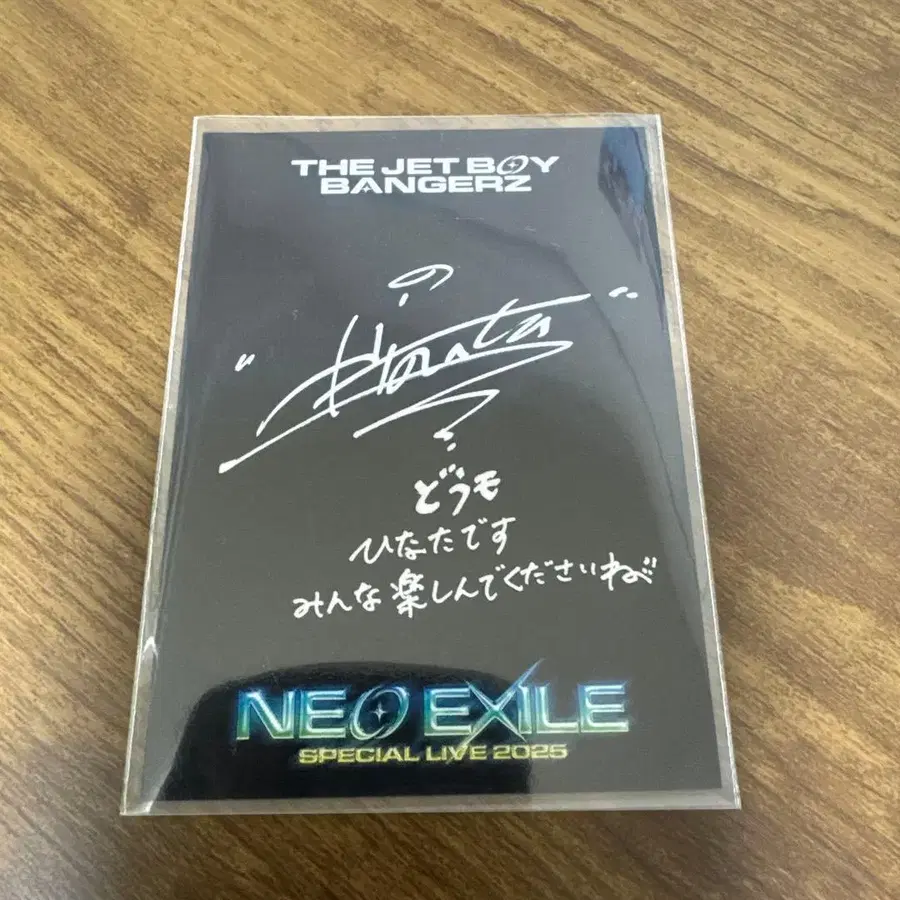 THE JET BOY
BANGERZ
"Hinata"
どうモ
ひなたです
みんな楽しんでくださいね
NEO EXILE
SPECIAL LIVE 2025